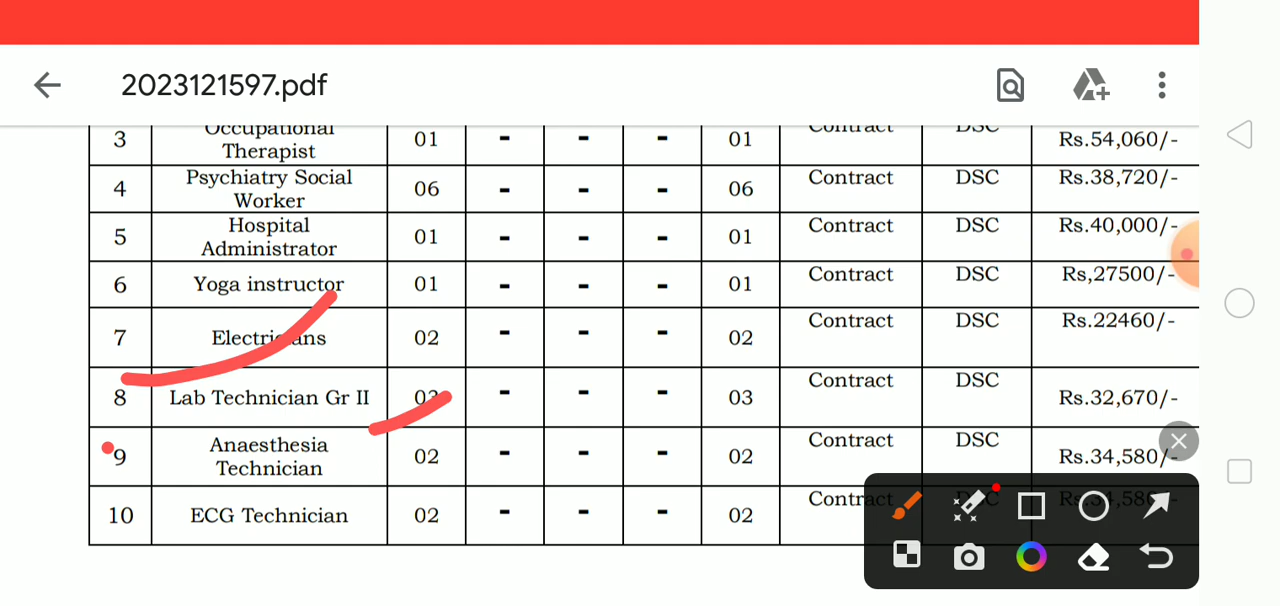 2023121597.pdf
3 Occupational Therapist 01 - - - 01 Contract DSC Rs.54,060/-
4 Psychiatry Social Worker 06 - - - 06 Contract DSC Rs.38,720/-
5 Hospital Administrator 01 - - - 01 Contract DSC Rs.40,000/-
6 Yoga instructor 01 - - - 01 Contract DSC Rs,27500/-
7 Electricians 02 - - - 02 Contract DSC Rs.22460/-
8 Lab Technician Gr II 03 - - - 03 Contract DSC Rs.32,670/-
9 Anaesthesia Technician 02 - - - 02 Contract DSC Rs.34,580/-
10 ECG Technician 02 - - - 02 Contract DSC Rs.34,580/-